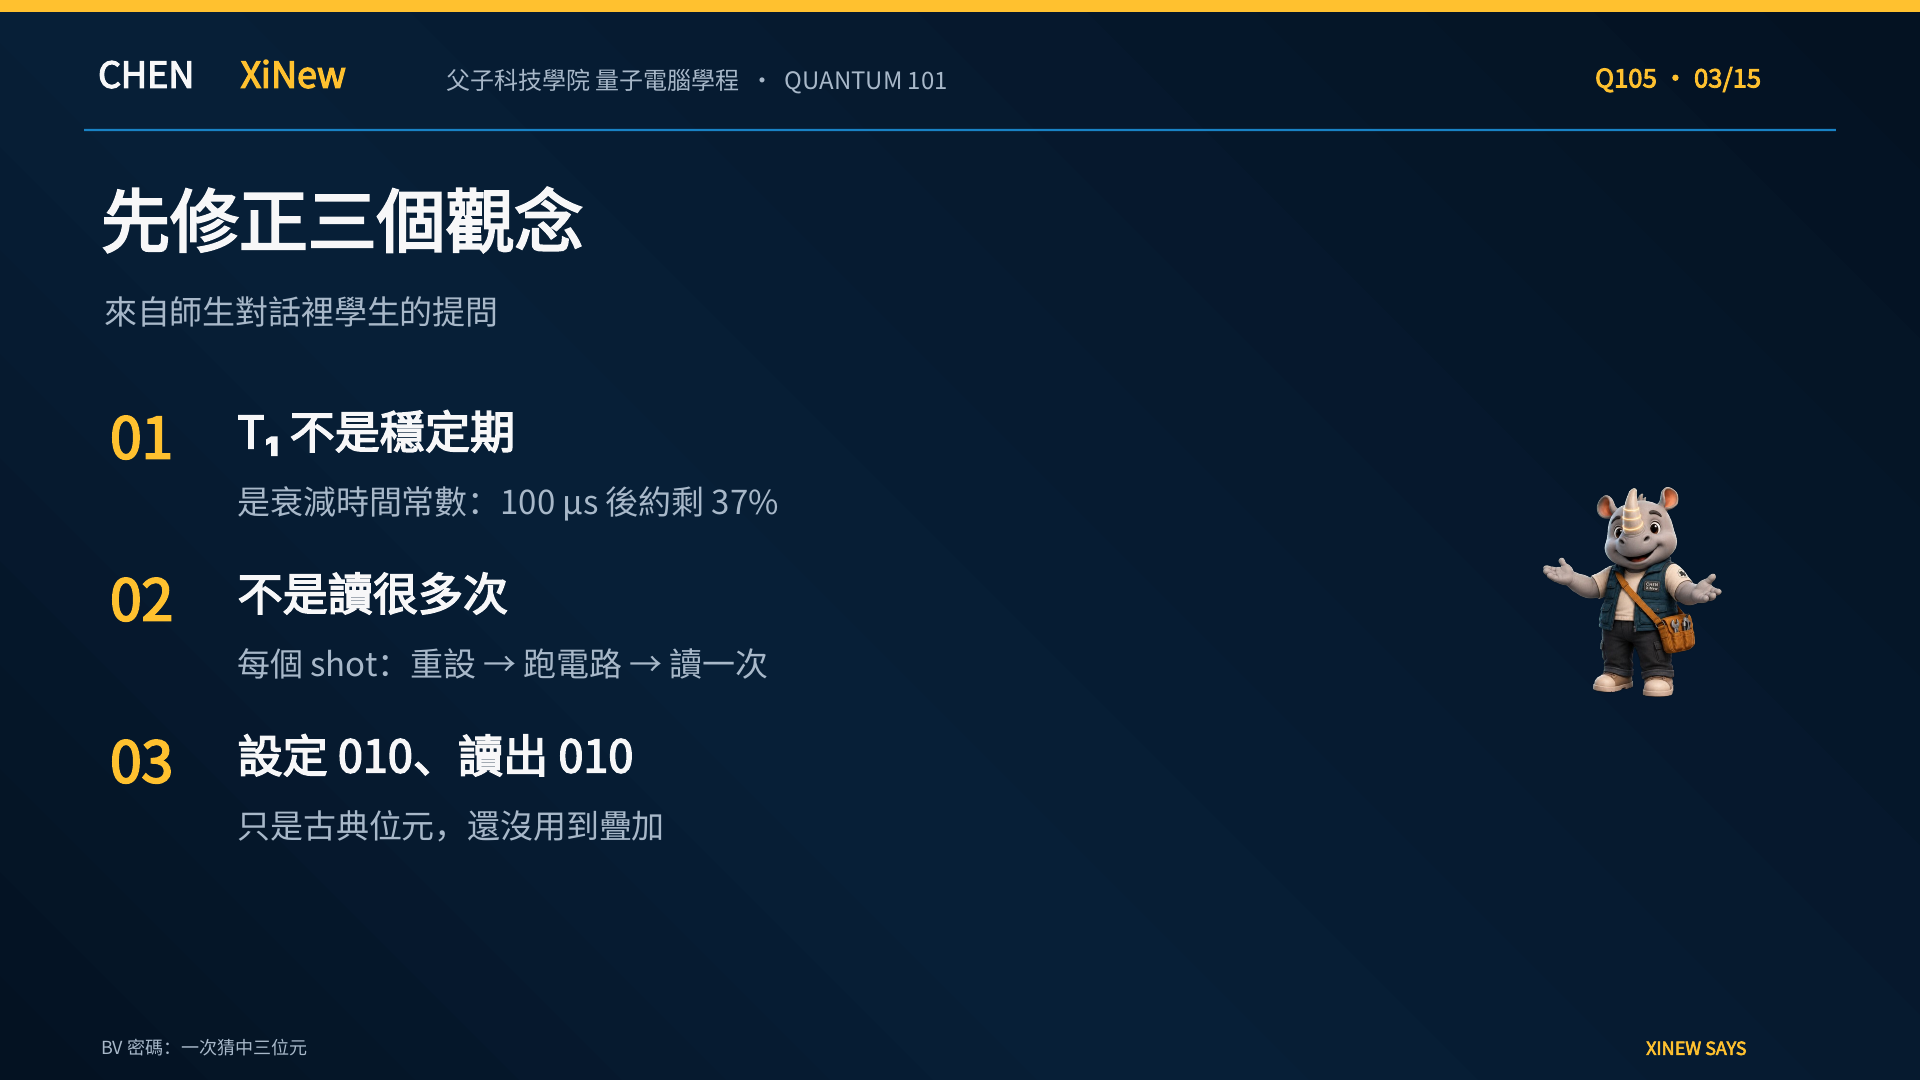 CHEN XiNew 父子科技學院 量子電腦學程 · QUANTUM 101 Q105 · 03/15
先修正三個觀念
來自師生對話裡學生的提問
01 T₁ 不是穩定期
是衰減時間常數：100 µs 後約剩 37%
02 不是讀很多次
每個 shot：重設 → 跑電路 → 讀一次
03 設定 010、讀出 010
只是古典位元，還沒用到疊加
BV 密碼：一次猜中三位元 XINEW SAYS